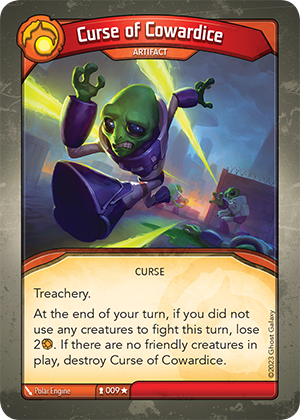 Curse of Cowardice
ARTIFACT
CURSE
Treachery.
At the end of your turn, if you did not
use any creatures to fight this turn, lose
2. If there are no friendly creatures in
play, destroy Curse of Cowardice.
©2023 Ghost Galaxy
Polar Engine
009